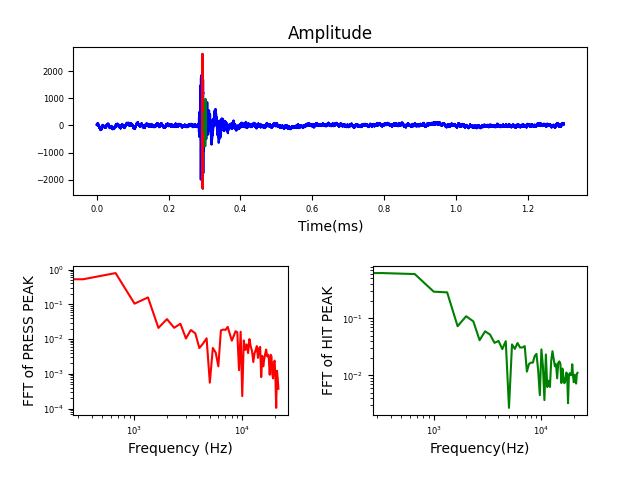 Amplitude
2000
1000
0
−1000
−2000
0.0 0.2 0.4 0.6 0.8 1.0 1.2
Time(ms)
FFT of PRESS PEAK
10⁰
10⁻¹
10⁻²
10⁻³
10⁻⁴
10³ 10⁴
Frequency (Hz)
FFT of HIT PEAK
10⁻¹
10⁻²
10³ 10⁴
Frequency(Hz)